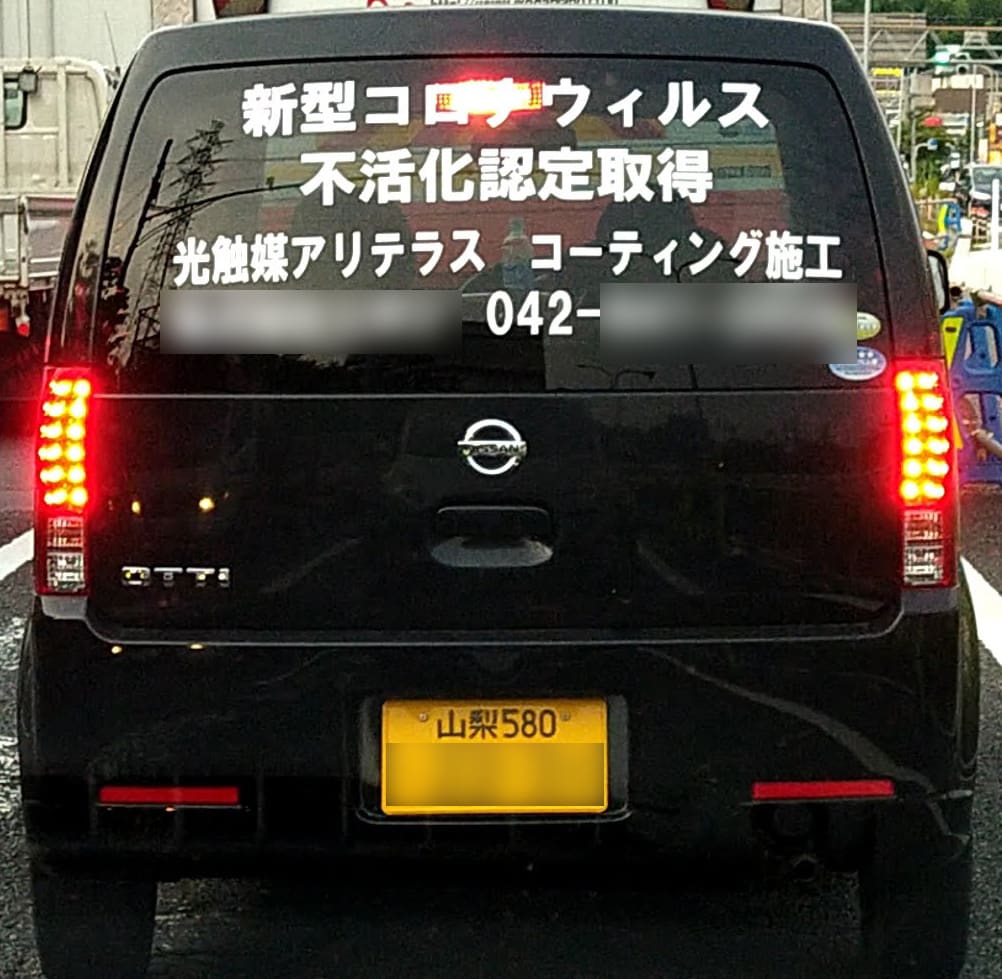 新型コロナウィルス
不活化認定取得
光触媒アリテラス コーティング施工
042-
NISSAN
OTTI
山梨580